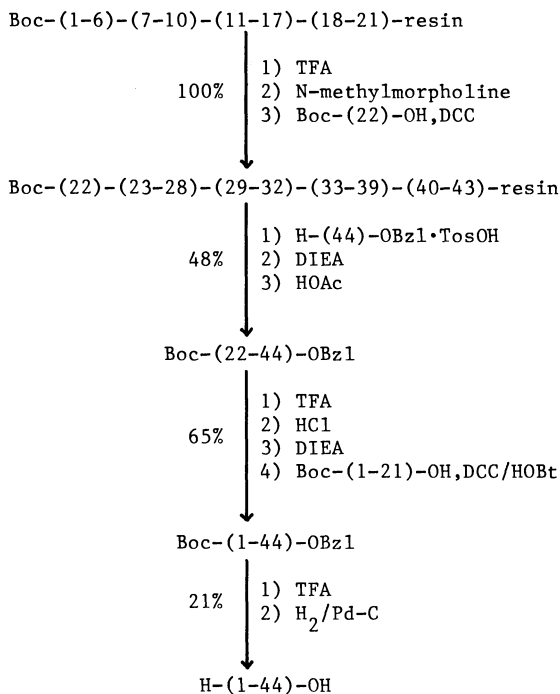 Boc-(1-6)-(7-10)-(11-17)-(18-21)-resin
100%
1) TFA
2) N-methylmorpholine
3) Boc-(22)-OH,DCC
Boc-(22)-(23-28)-(29-32)-(33-39)-(40-43)-resin
48%
1) H-(44)-OBzl•TosOH
2) DIEA
3) HOAc
Boc-(22-44)-OBzl
65%
1) TFA
2) HCl
3) DIEA
4) Boc-(1-21)-OH,DCC/HOBt
Boc-(1-44)-OBzl
21%
1) TFA
2) H2/Pd-C
H-(1-44)-OH